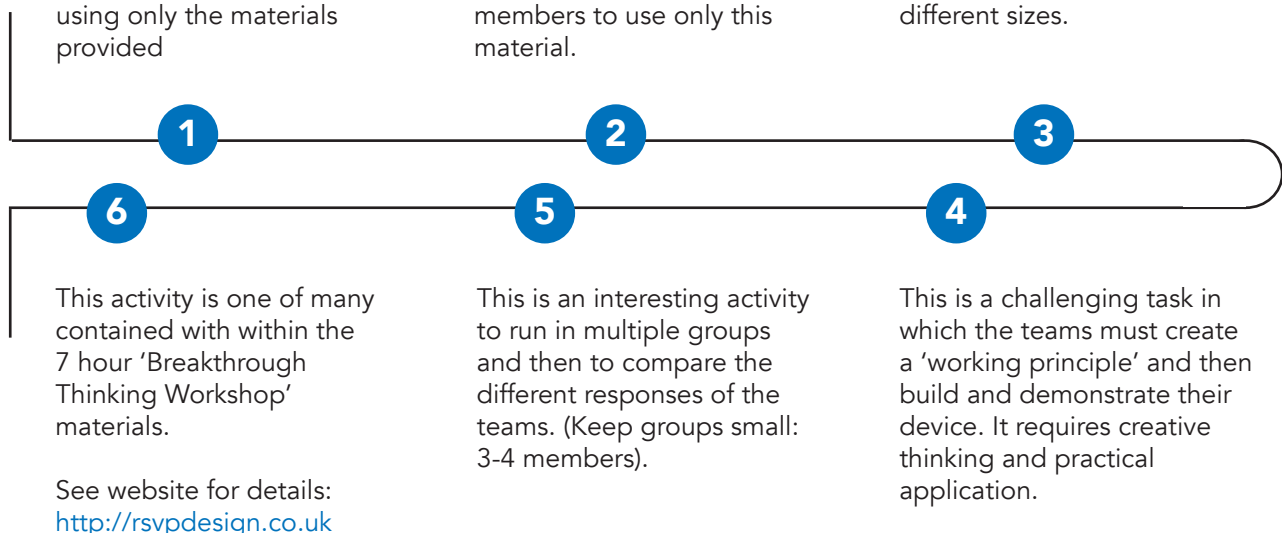 using only the materials
provided
members to use only this
material.
different sizes.
1
2
3
4
This is a challenging task in
which the teams must create
a ‘working principle’ and then
build and demonstrate their
device. It requires creative
thinking and practical
application.
5
This is an interesting activity
to run in multiple groups
and then to compare the
different responses of the
teams. (Keep groups small:
3-4 members).
6
This activity is one of many
contained with within the
7 hour ‘Breakthrough
Thinking Workshop’
materials.
See website for details:
http://rsvpdesign.co.uk